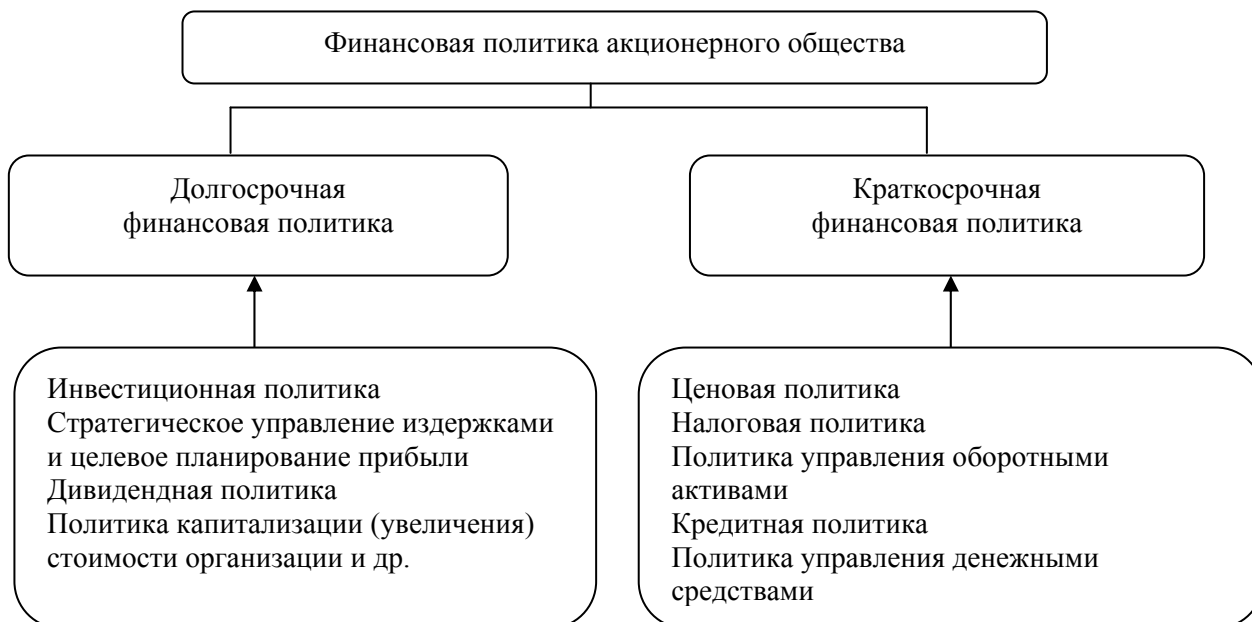 Финансовая политика акционерного общества
Долгосрочная
финансовая политика
Краткосрочная
финансовая политика
Инвестиционная политика
Стратегическое управление издержками
и целевое планирование прибыли
Дивидендная политика
Политика капитализации (увеличения)
стоимости организации и др.
Ценовая политика
Налоговая политика
Политика управления оборотными
активами
Кредитная политика
Политика управления денежными
средствами